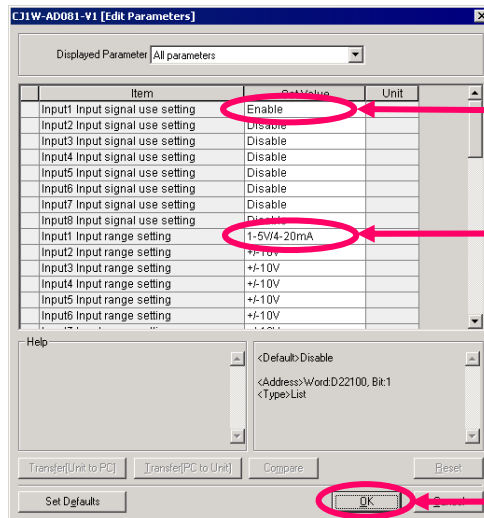 CJ1W-AD081-V1 [Edit Parameters]
Displayed Parameter All parameters
Item Set Value Unit
Input1 Input signal use setting Enable
Input2 Input signal use setting Disable
Input3 Input signal use setting Disable
Input4 Input signal use setting Disable
Input5 Input signal use setting Disable
Input6 Input signal use setting Disable
Input7 Input signal use setting Disable
Input8 Input signal use setting Disable
Input1 Input range setting 1-5V/4-20mA
Input2 Input range setting +/-10V
Input3 Input range setting +/-10V
Input4 Input range setting +/-10V
Input5 Input range setting +/-10V
Input6 Input range setting +/-10V
Help
<Default>Disable
<Address>Word:D22100, Bit:1
<Type>List
Transfer[Unit to PC] Transfer[PC to Unit] Compare Reset
Set Defaults OK Cancel